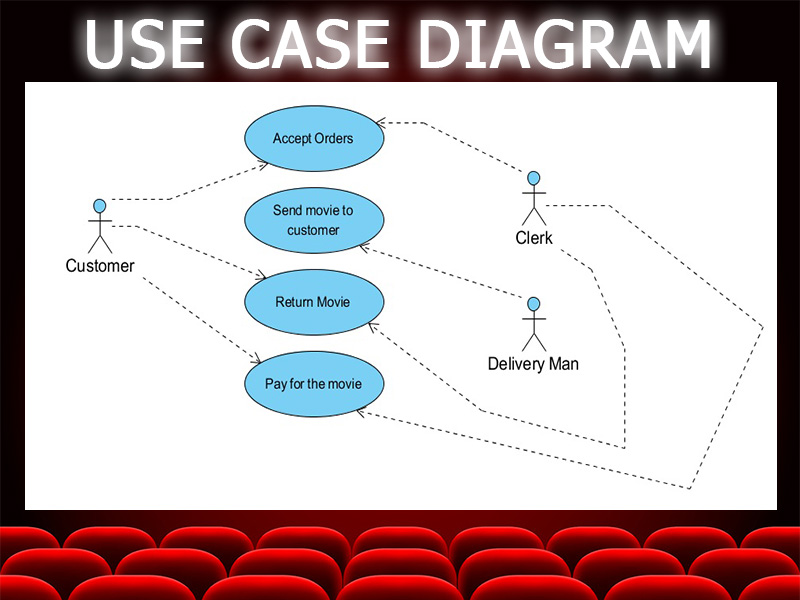 USE CASE DIAGRAM
Accept Orders
Send movie to
customer
Return Movie
Pay for the movie
Customer
Clerk
Delivery Man